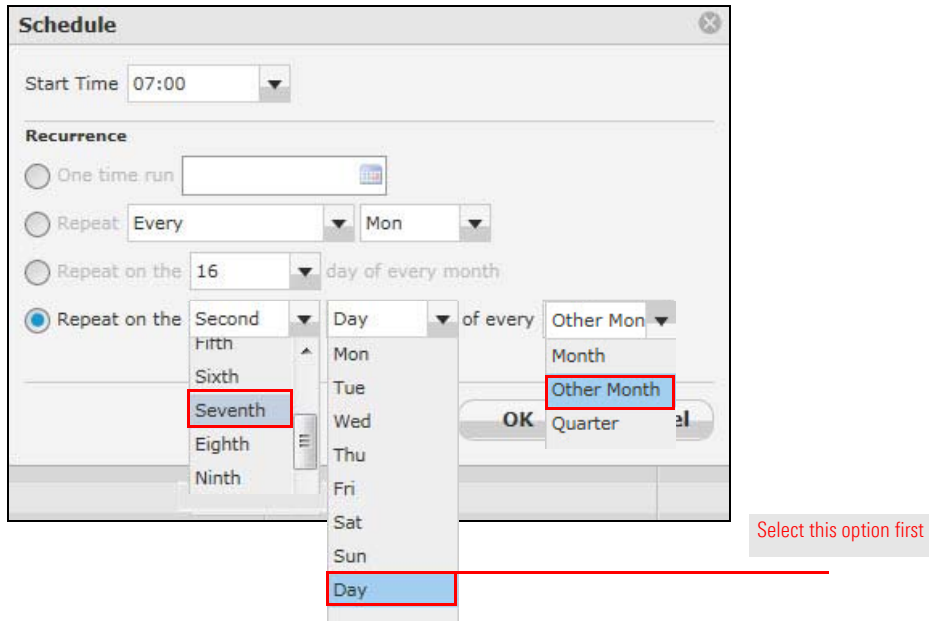 Schedule
Start Time 07:00
Recurrence
One time run
Repeat Every Mon
Repeat on the 16 day of every month
Repeat on the Second Day of every Other Mon
Fifth
Sixth
Seventh
Eighth
Ninth
Mon
Tue
Wed
Thu
Fri
Sat
Sun
Day
Month
Other Month
Quarter
OK
Select this option first